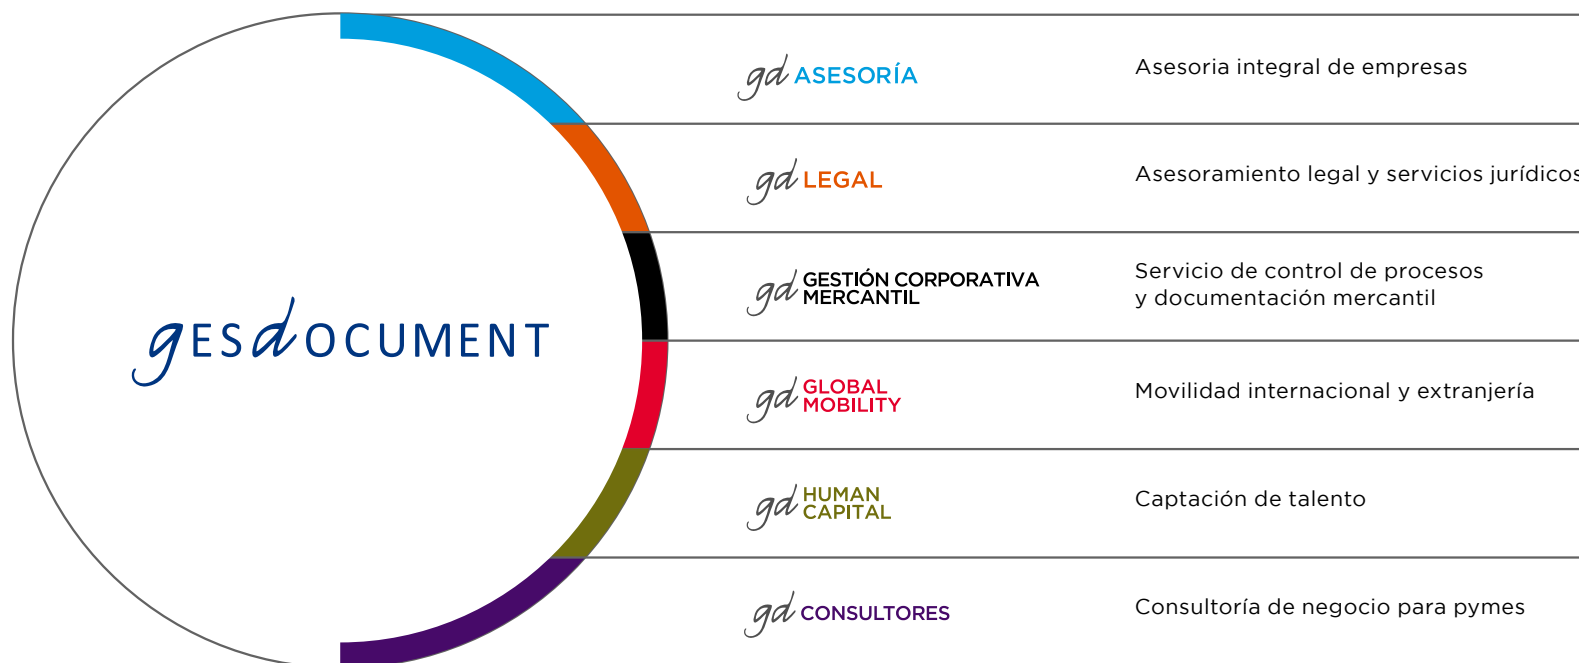 gESdOCUMENT
gd ASESORÍA
Asesoria integral de empresas
gd LEGAL
Asesoramiento legal y servicios jurídicos
gd GESTIÓN CORPORATIVA
MERCANTIL
Servicio de control de procesos
y documentación mercantil
gd GLOBAL
MOBILITY
Movilidad internacional y extranjería
gd HUMAN
CAPITAL
Captación de talento
gd CONSULTORES
Consultoría de negocio para pymes